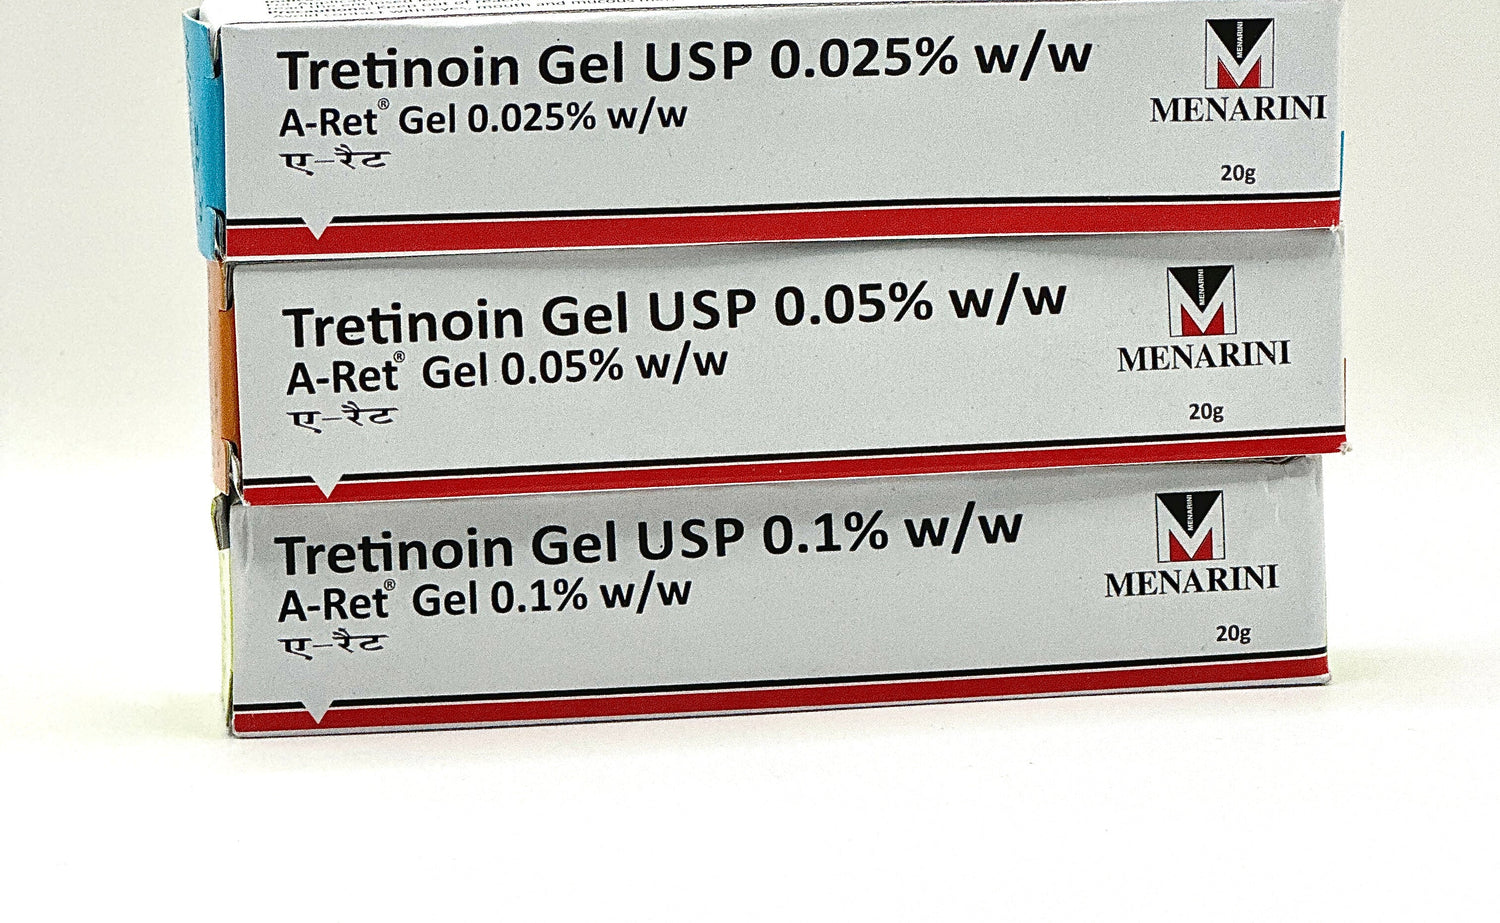 Tretinoin Gel USP 0.025% w/w
A-Ret® Gel 0.025% w/w
ए-रैट
MENARINI
MENARINI
20g
Tretinoin Gel USP 0.05% w/w
A-Ret® Gel 0.05% w/w
ए-रैट
MENARINI
MENARINI
20g
Tretinoin Gel USP 0.1% w/w
A-Ret® Gel 0.1% w/w
ए-रैट
MENARINI
MENARINI
20g